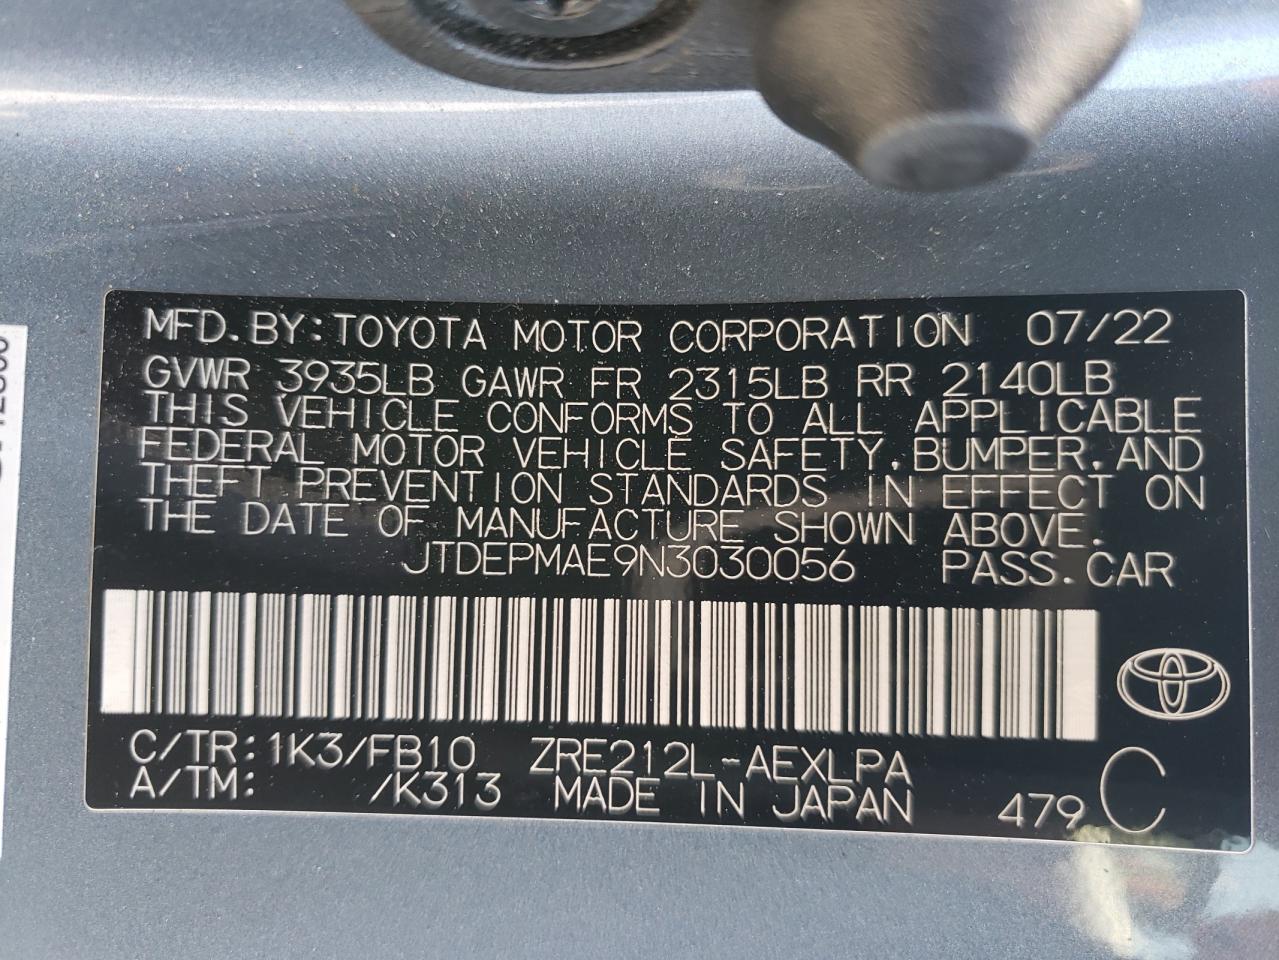 MFD.BY:TOYOTA MOTOR CORPORATION 07/22
GVWR 3935LB GAWR FR 2315LB RR 2140LB
THIS VEHICLE CONFORMS TO ALL APPLICABLE
FEDERAL MOTOR VEHICLE SAFETY,BUMPER,AND
THEFT PREVENTION STANDARDS IN EFFECT ON
THE DATE OF MANUFACTURE SHOWN ABOVE.
JTDEPMAE9N3030056 PASS.CAR
C/TR:1K3/FB10 ZRE212L-AEXLPA
A/TM: /K313 MADE IN JAPAN 479 C